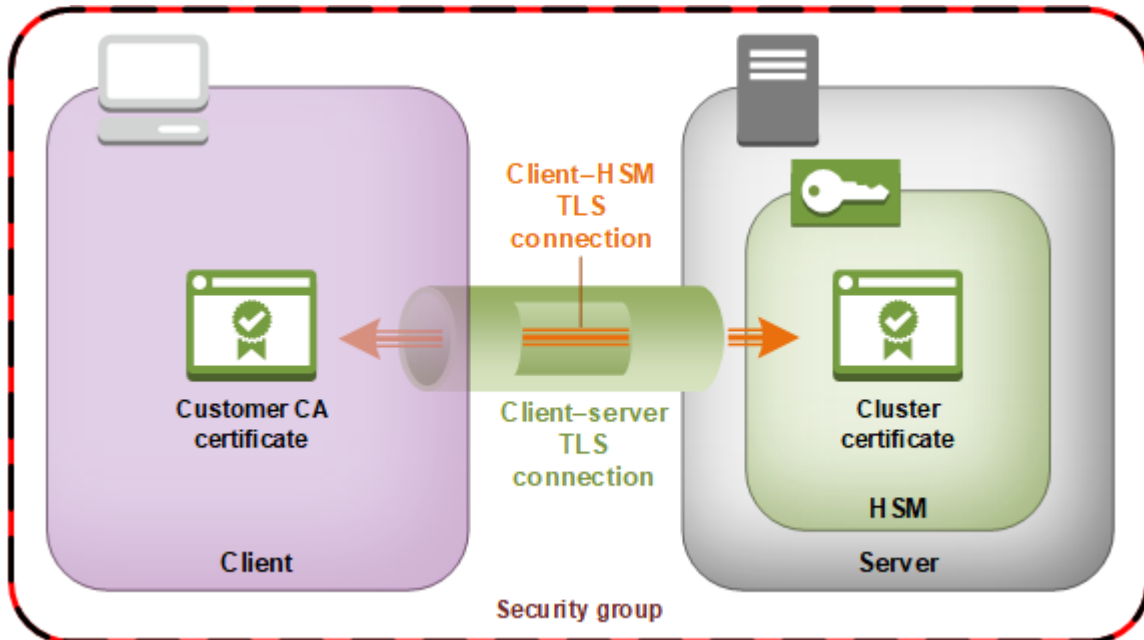 Client–HSM
TLS
connection
Customer CA
certificate
Client–server
TLS
connection
Cluster
certificate
HSM
Client
Server
Security group